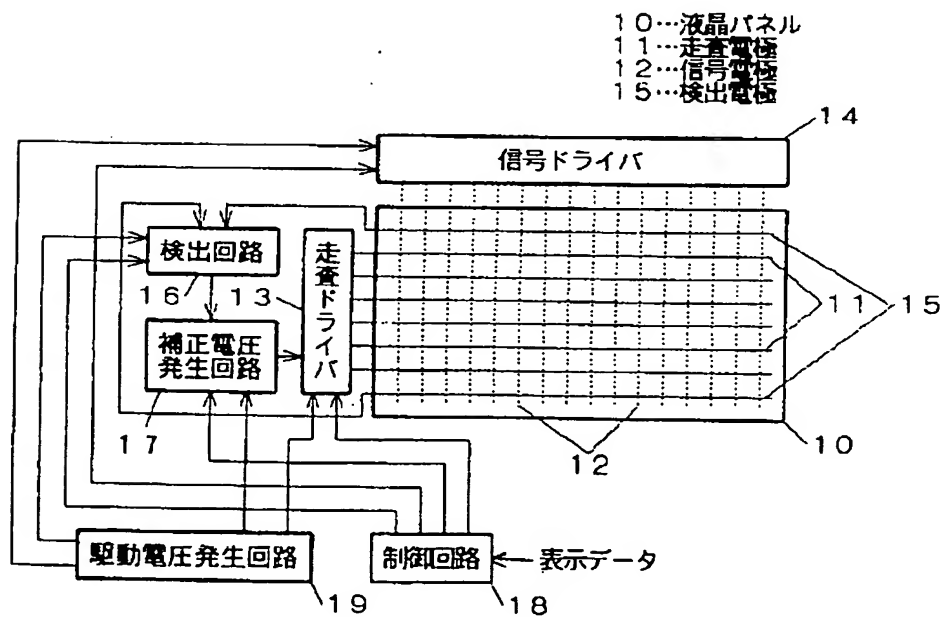 10…液晶パネル
11…走査電極
12…信号電極
15…検出電極
14
信号ドライバ
検出回路
走査ドライバ
16
13
11
15
補正電圧
発生回路
17
12
10
駆動電圧発生回路
制御回路
表示データ
19
18